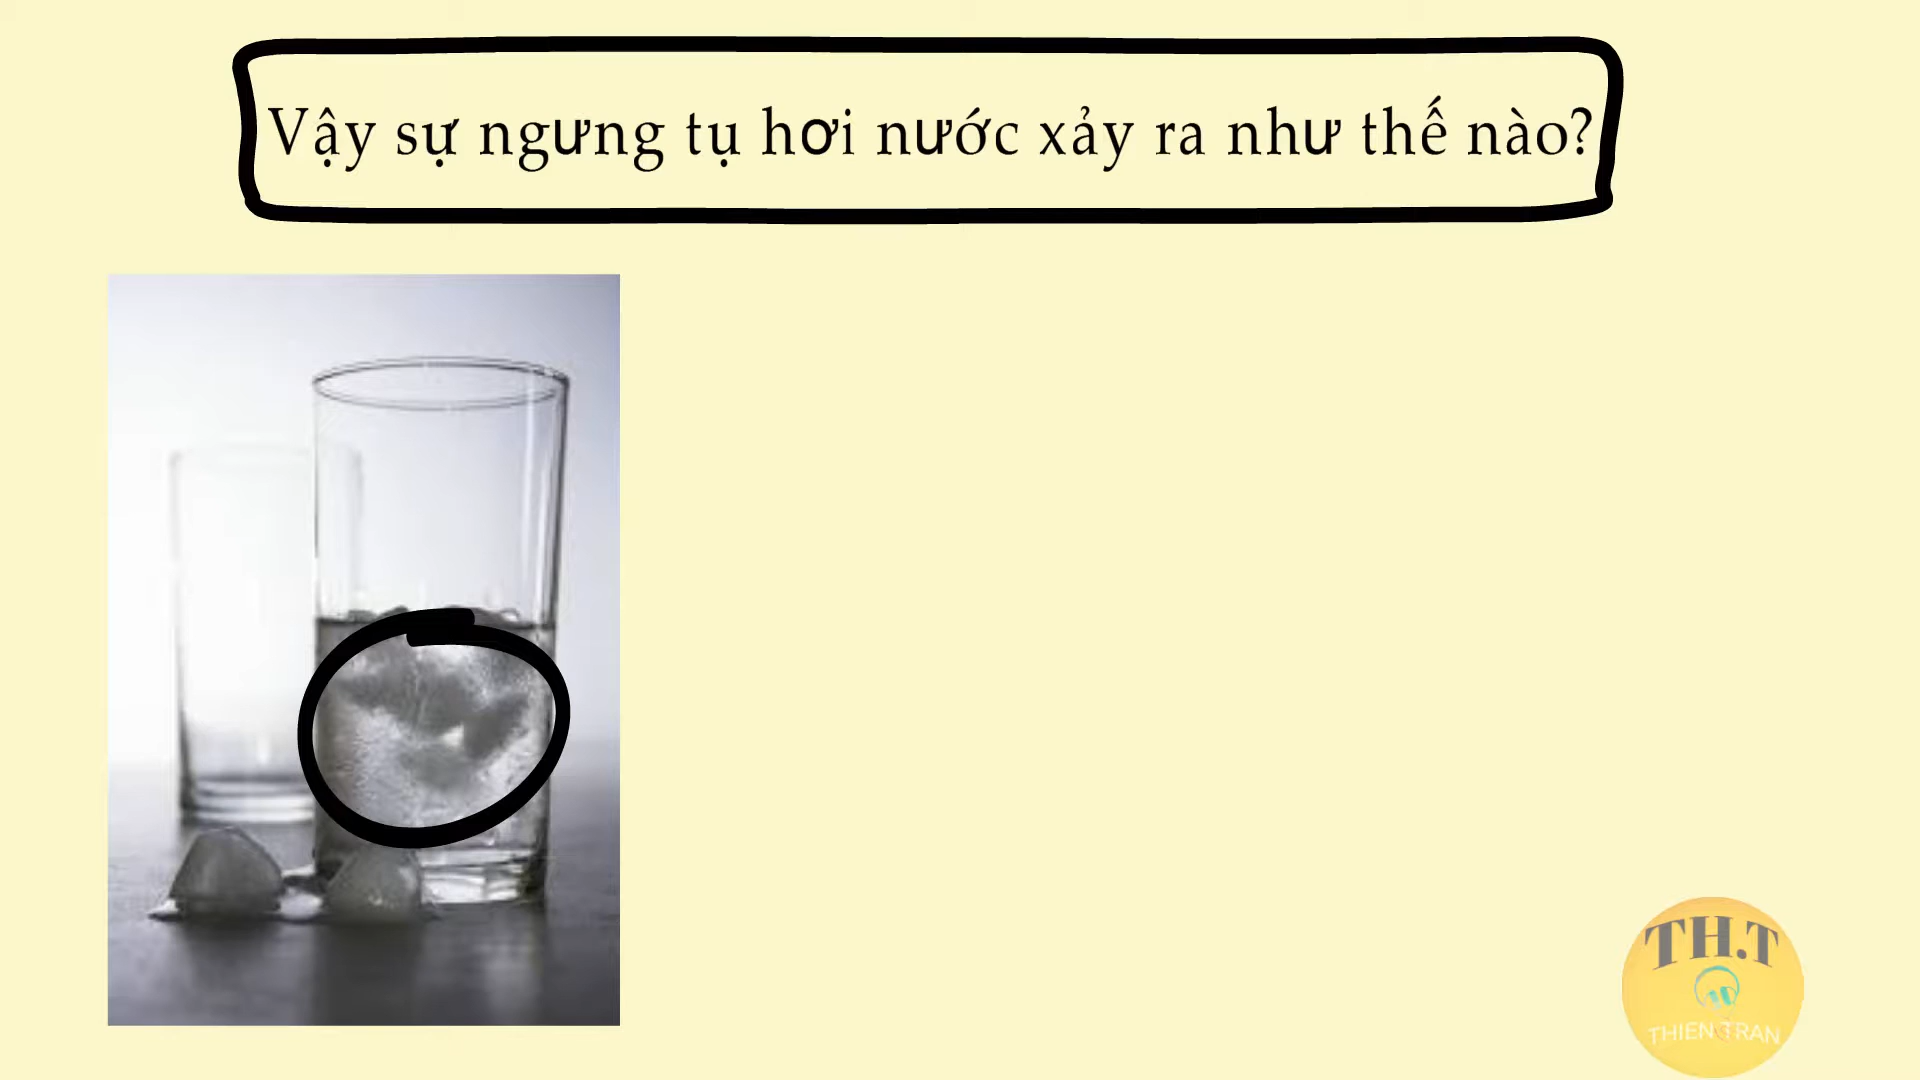 Vậy sự ngưng tụ hơi nước xảy ra như thế nào?
TH.T
THIEN TRAN